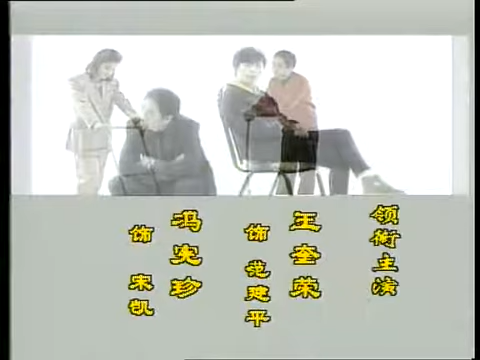 领衔主演
王奎荣
饰 范建平
冯宪珍
饰 宋凯